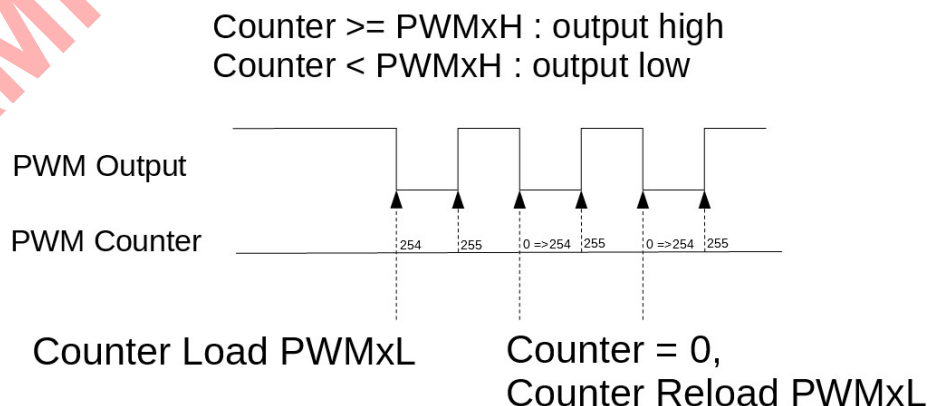 Counter >= PWMxH : output high
Counter < PWMxH : output low
PWM Output
PWM Counter
254 255 0 =>254 255 0 =>254 255
Counter Load PWMxL
Counter = 0,
Counter Reload PWMxL